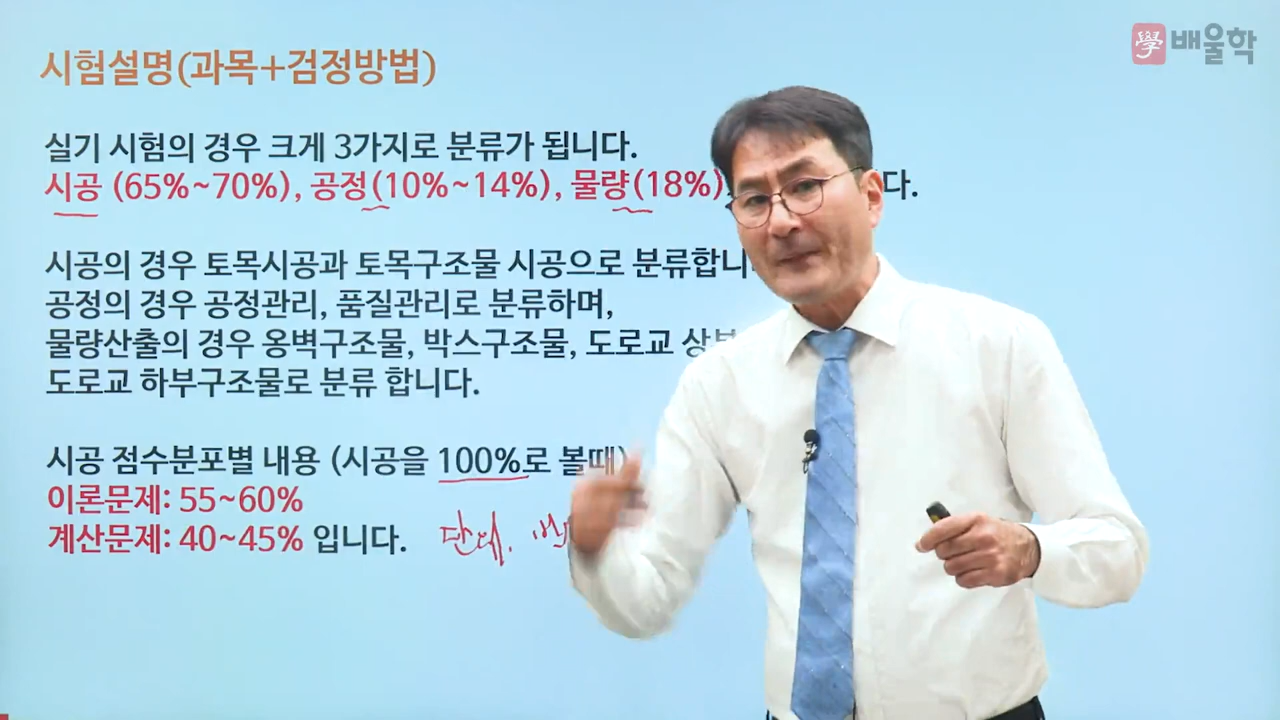 學 배울학
시험설명(과목+검정방법)
실기 시험의 경우 크게 3가지로 분류가 됩니다.
시공 (65%~70%), 공정(10%~14%), 물량(18%) 다.
시공의 경우 토목시공과 토목구조물 시공으로 분류합니
공정의 경우 공정관리, 품질관리로 분류하며,
물량산출의 경우 옹벽구조물, 박스구조물, 도로교
도로교 하부구조물로 분류 합니다.
시공 점수분포별 내용 (시공을 100%로 볼때)
이론문제: 55~60%
계산문제: 40~45% 입니다.